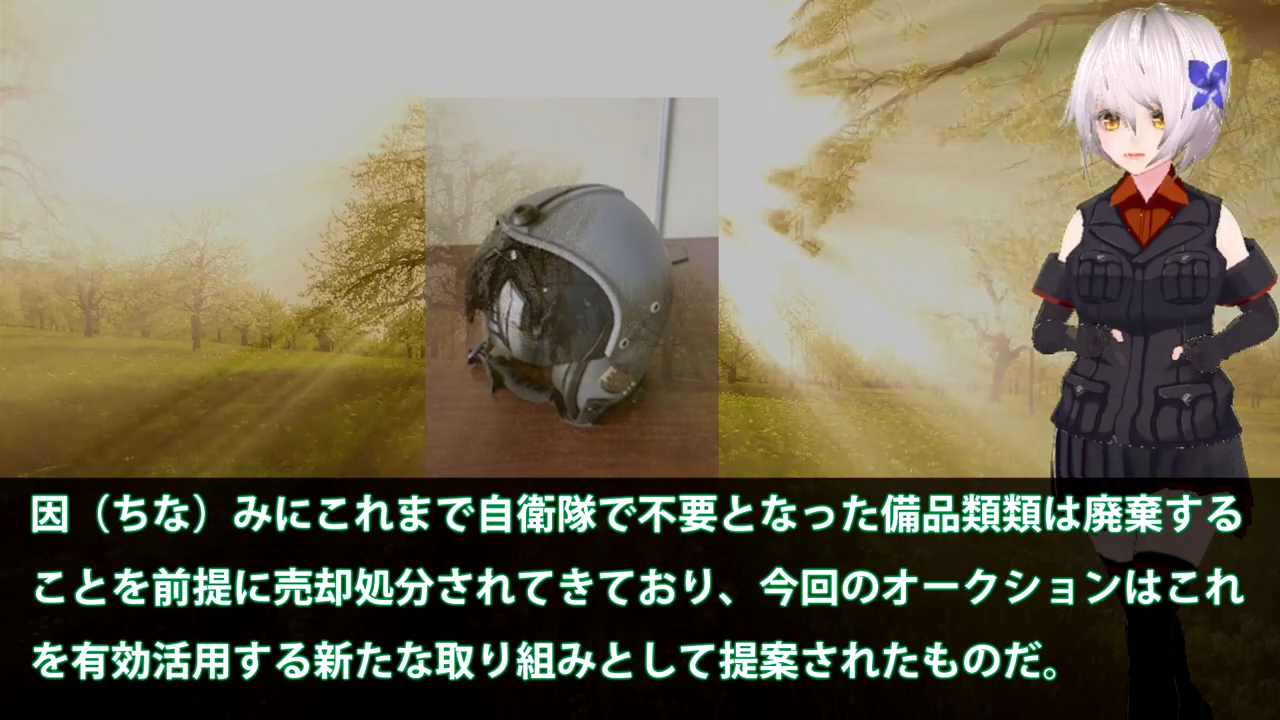 因（ちな）みにこれまで自衛隊で不要となった備品類類は廃棄する
ことを前提に売却処分されてきており、今回のオークションはこれ
を有効活用する新たな取り組みとして提案されたものだ。